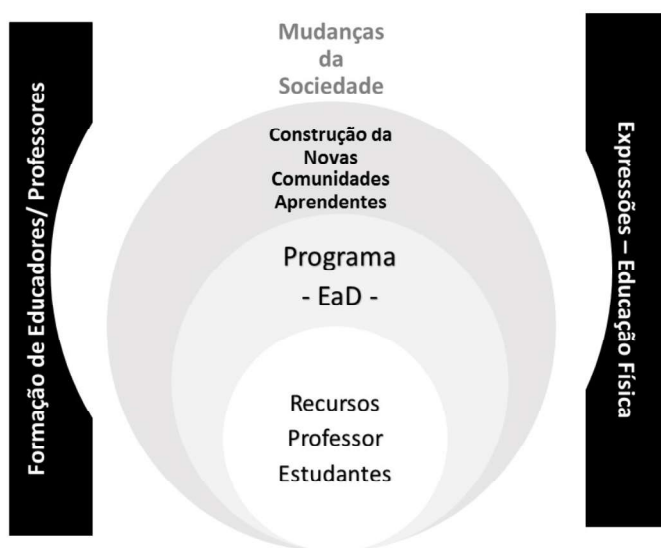 Formação de Educadores/ Professores
Mudanças
da
Sociedade
Construção da
Novas
Comunidades
Aprendentes
Programa
- EaD -
Recursos
Professor
Estudantes
Expressões – Educação Física